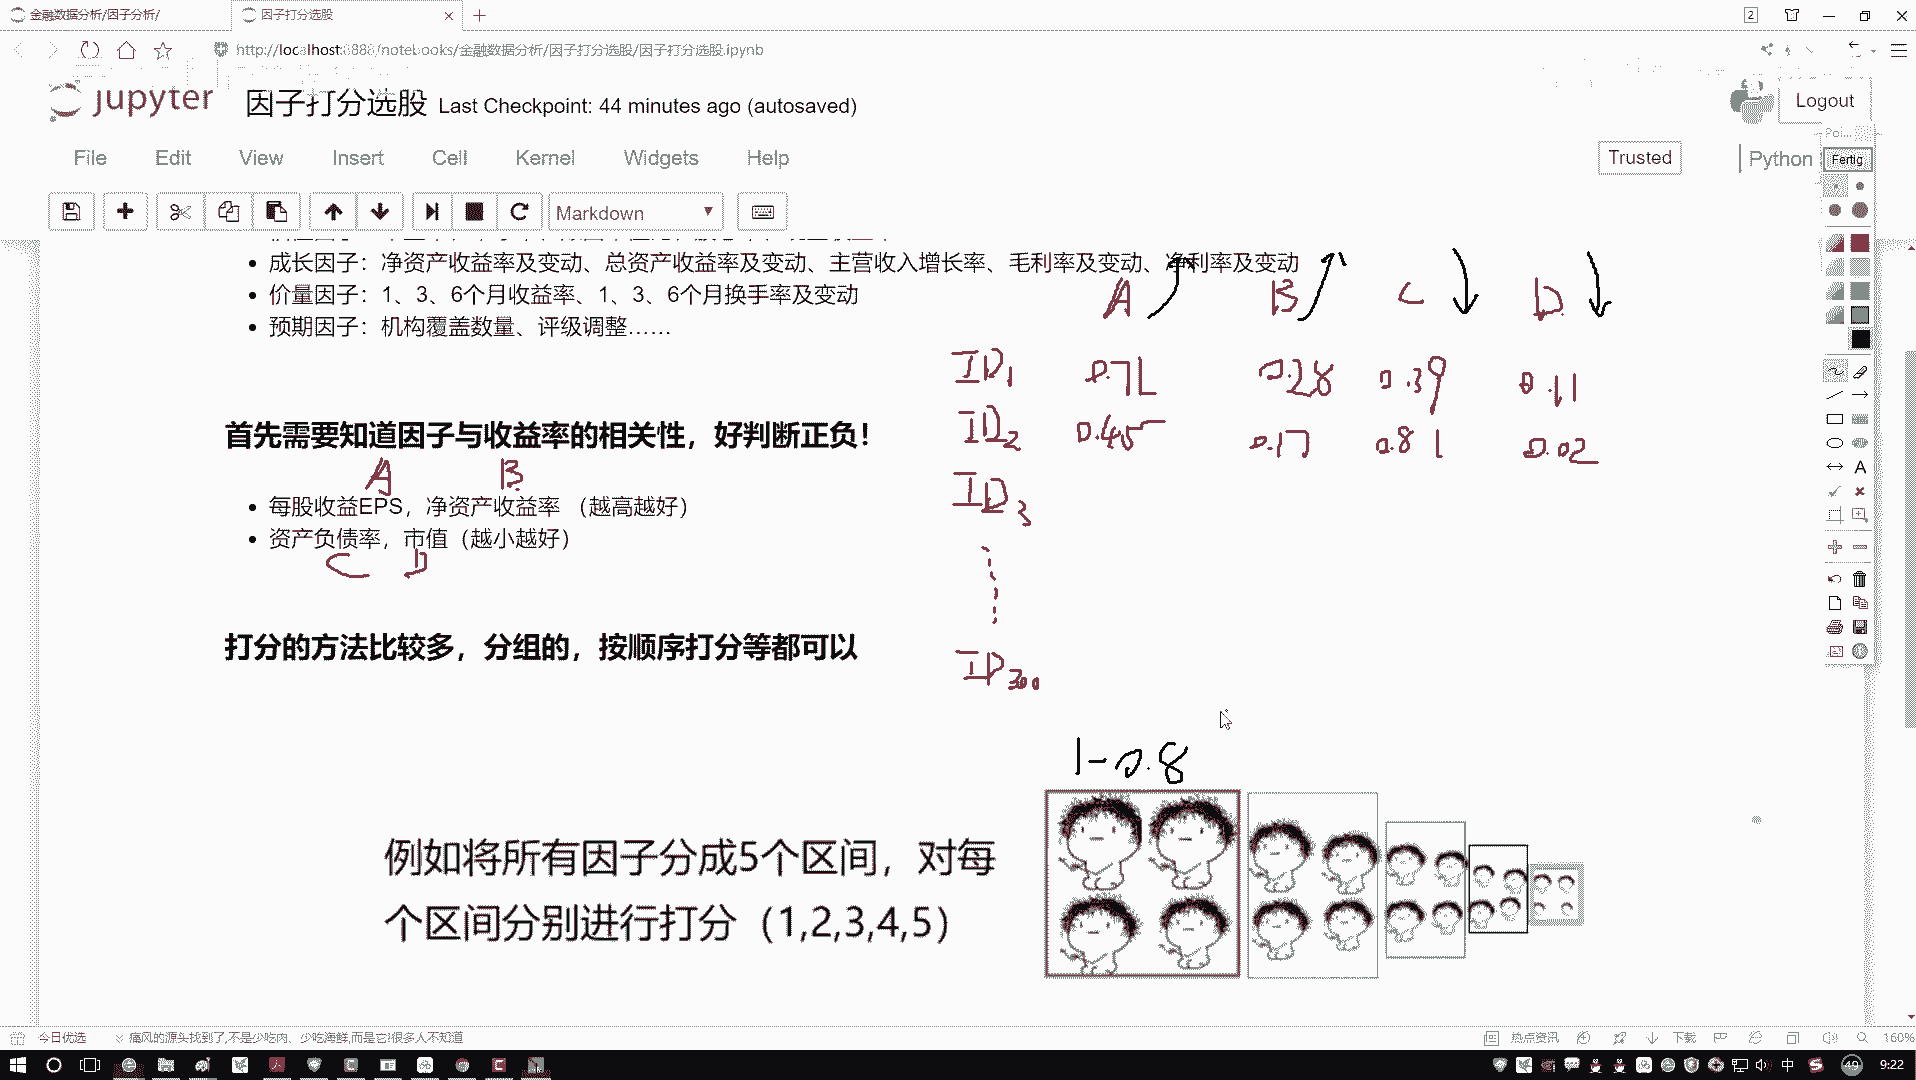 金融数据分析/因子分析/
因子打分选股
2
http://localhost:8888/notebooks/金融数据分析/因子打分选股/因子打分选股.ipynb
jupyter 因子打分选股 Last Checkpoint: 44 minutes ago (autosaved)
Logout
File Edit View Insert Cell Kernel Widgets Help
Trusted
Python
Poi...
Fertig
Markdown
成长因子：净资产收益率及变动、总资产收益率及变动、主营收入增长率、毛利率及变动、净利率及变动
价量因子：1、3、6个月收益率、1、3、6个月换手率及变动
预期因子：机构覆盖数量、评级调整……
A B C D
ID1 0.72 0.28 0.39 0.11
ID2 0.45 0.17 0.81 0.02
ID3
ID300
首先需要知道因子与收益率的相关性，好判断正负！
A B
每股收益EPS，净资产收益率 （越高越好）
资产负债率，市值（越小越好）
C D
打分的方法比较多，分组的，按顺序打分等都可以
1-0.8
例如将所有因子分成5个区间，对每
个区间分别进行打分（1,2,3,4,5）
今日优选
痛风的源头找到了,不是少吃肉、少吃海鲜,而是它?很多人不知道
热点资讯
下载
160%
中
49
9:22